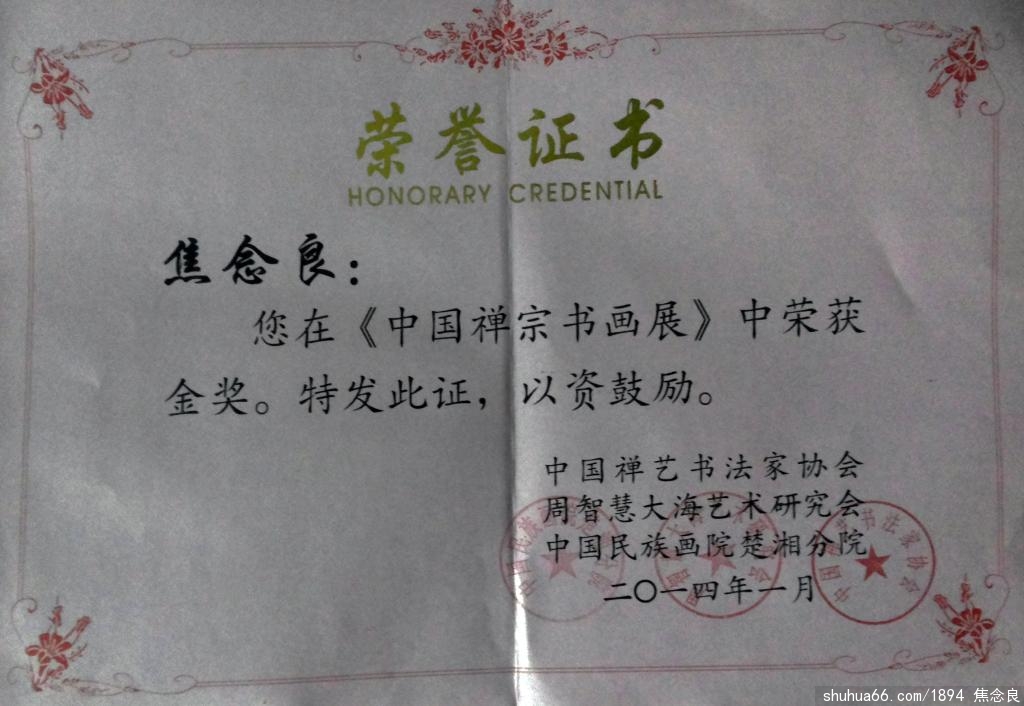 荣誉证书
HONORARY CREDENTIAL
焦念良：
您在《中国禅宗书画展》中荣获
金奖。特发此证，以资鼓励。
中国禅艺书法家协会
周智慧大海艺术研究会
中国民族画院楚湘分院
二〇一四年一月
shuhua66.com/1894 焦念良